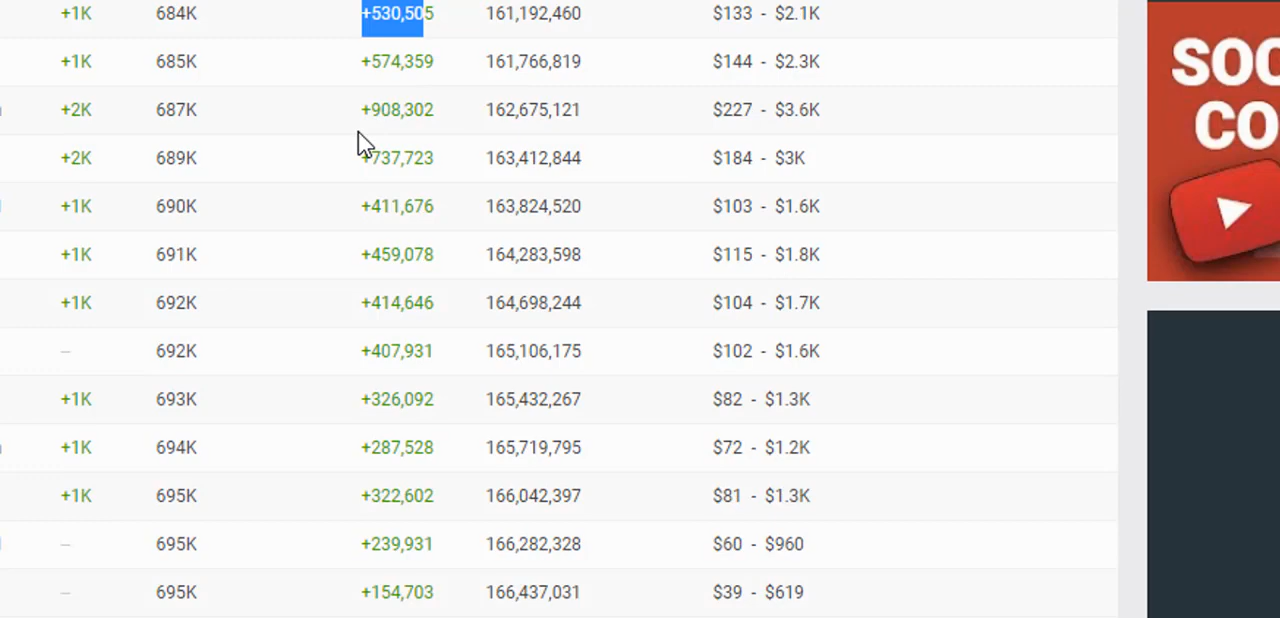 +1K 684K +530,505 161,192,460 $133 - $2.1K
+1K 685K +574,359 161,766,819 $144 - $2.3K
+2K 687K +908,302 162,675,121 $227 - $3.6K
+2K 689K +737,723 163,412,844 $184 - $3K
+1K 690K +411,676 163,824,520 $103 - $1.6K
+1K 691K +459,078 164,283,598 $115 - $1.8K
+1K 692K +414,646 164,698,244 $104 - $1.7K
– 692K +407,931 165,106,175 $102 - $1.6K
+1K 693K +326,092 165,432,267 $82 - $1.3K
+1K 694K +287,528 165,719,795 $72 - $1.2K
+1K 695K +322,602 166,042,397 $81 - $1.3K
– 695K +239,931 166,282,328 $60 - $960
– 695K +154,703 166,437,031 $39 - $619